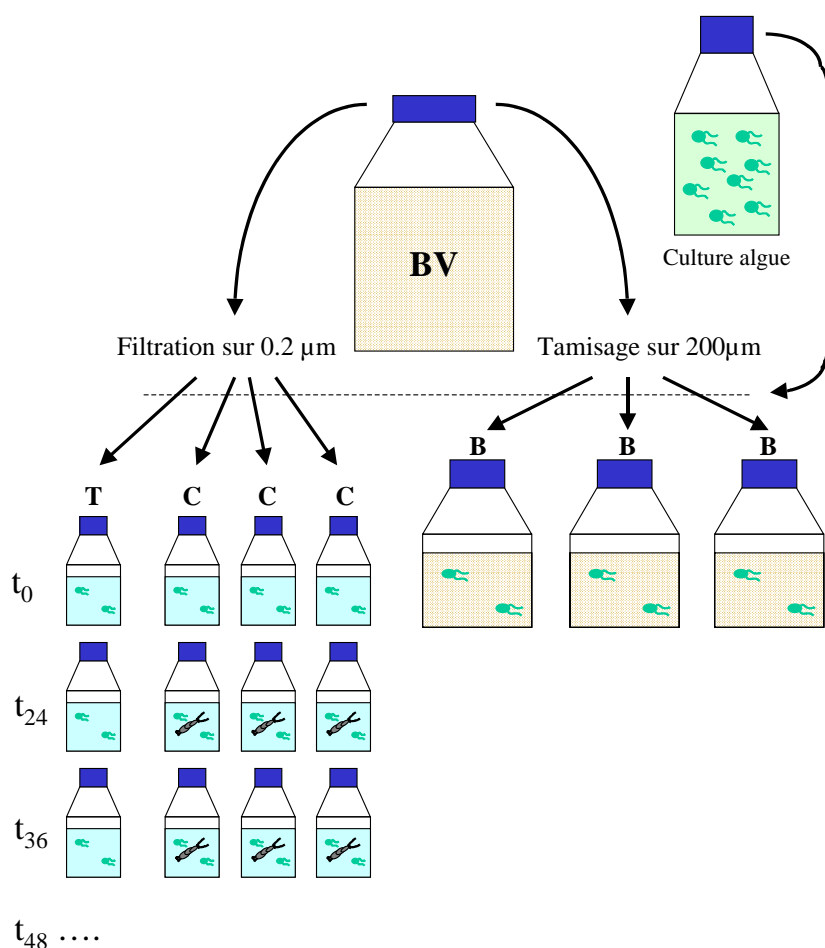 BV
Culture algue
Filtration sur 0.2 µm
Tamisage sur 200µm
B B B
T C C C
t0
t24
t36
t48 ....